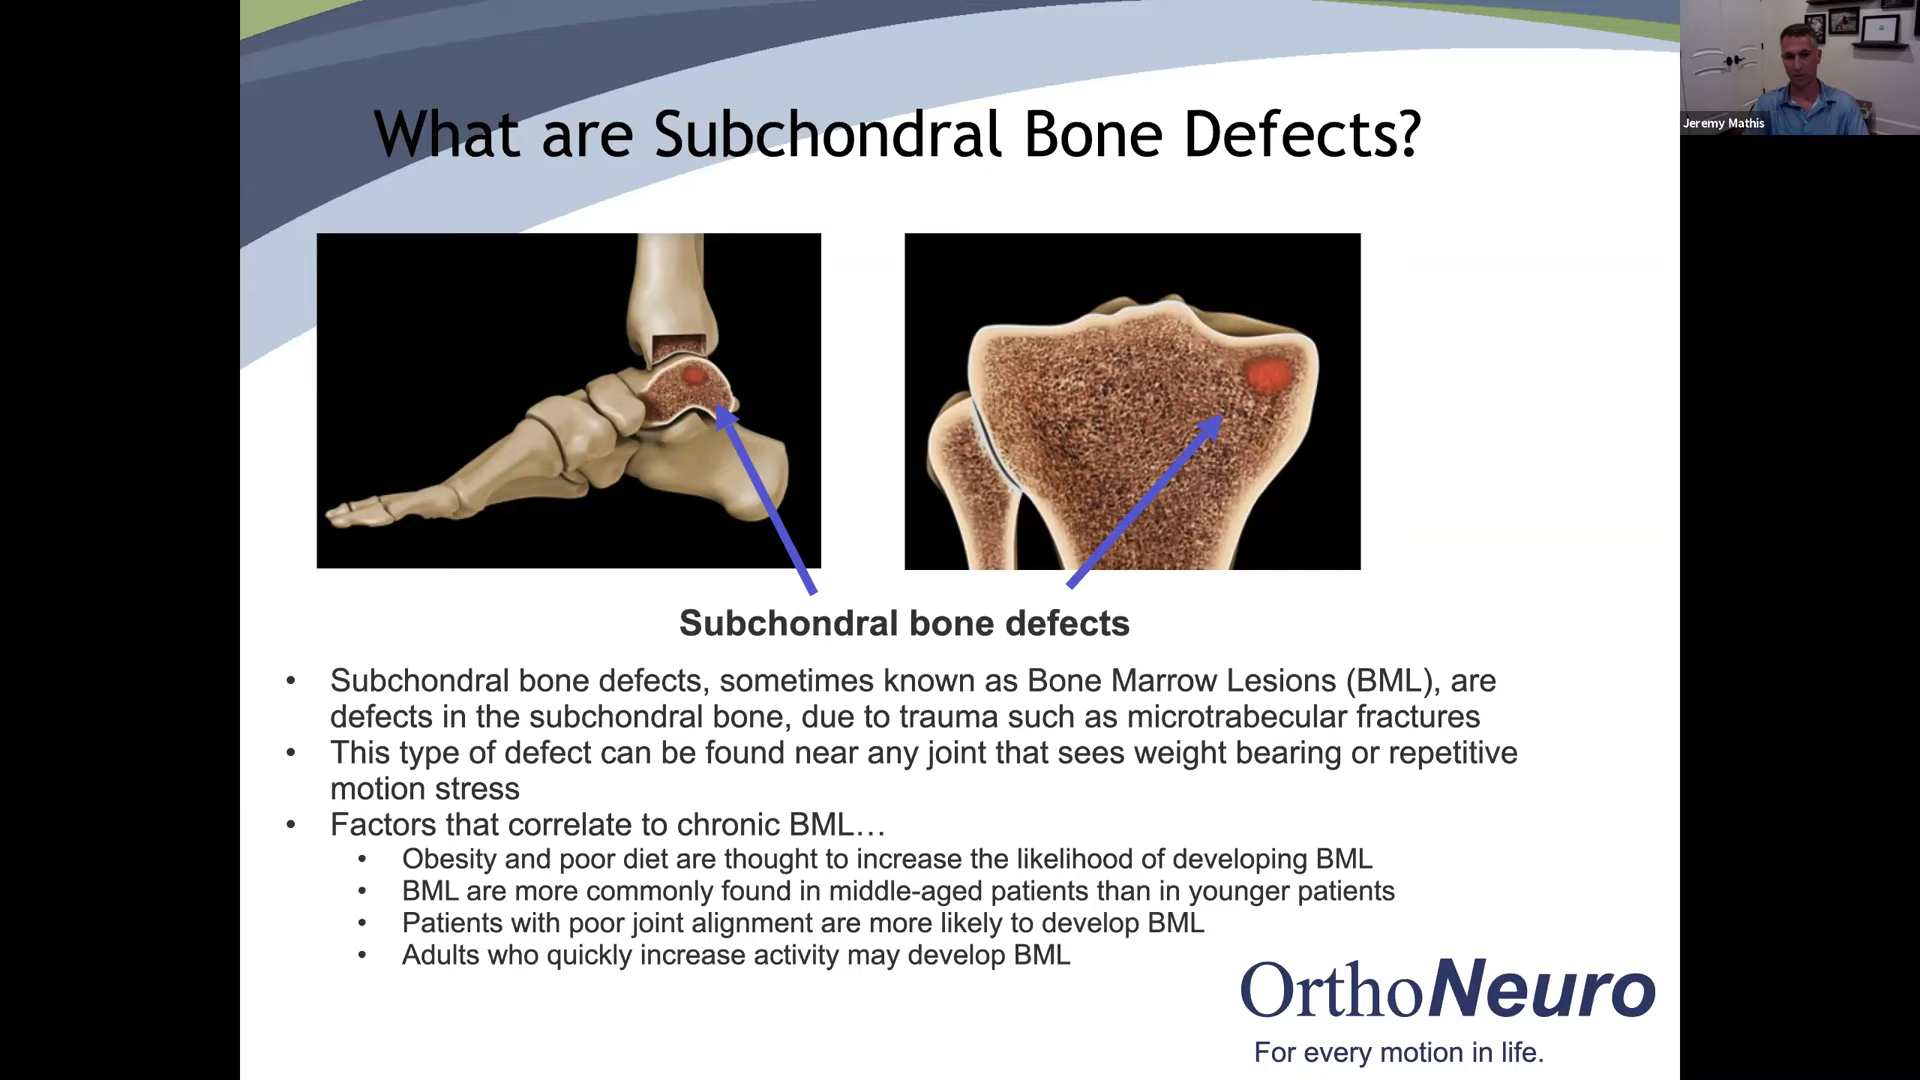 What are Subchondral Bone Defects?
Jeremy Mathis
Subchondral bone defects
• Subchondral bone defects, sometimes known as Bone Marrow Lesions (BML), are
defects in the subchondral bone, due to trauma such as microtrabecular fractures
• This type of defect can be found near any joint that sees weight bearing or repetitive
motion stress
• Factors that correlate to chronic BML…
• Obesity and poor diet are thought to increase the likelihood of developing BML
• BML are more commonly found in middle-aged patients than in younger patients
• Patients with poor joint alignment are more likely to develop BML
• Adults who quickly increase activity may develop BML
OrthoNeuro
For every motion in life.